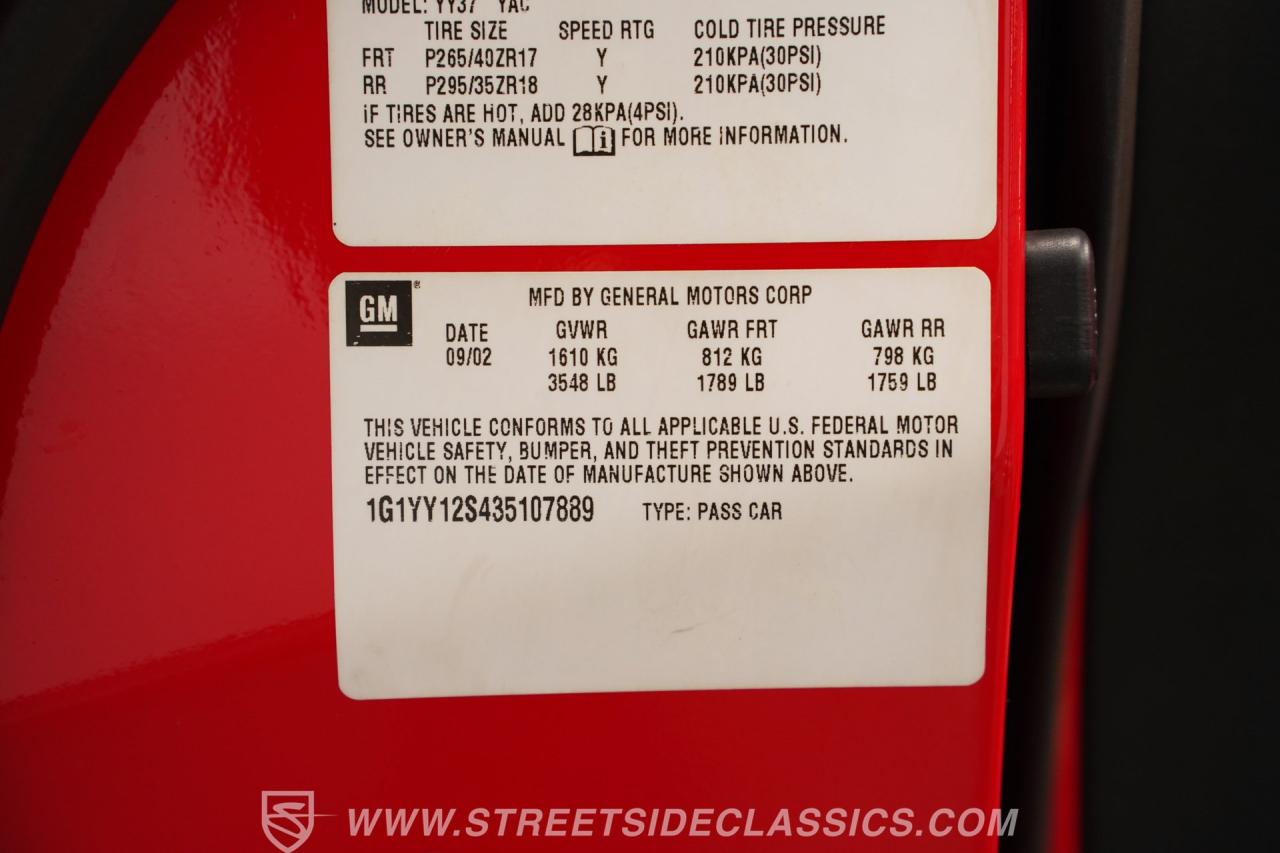 MODEL: YY37 YAC
TIRE SIZE SPEED RTG COLD TIRE PRESSURE
FRT P265/40ZR17 Y 210KPA(30PSI)
RR P295/35ZR18 Y 210KPA(30PSI)
IF TIRES ARE HOT, ADD 28KPA(4PSI).
SEE OWNER'S MANUAL FOR MORE INFORMATION.
GM® MFD BY GENERAL MOTORS CORP
DATE GVWR GAWR FRT GAWR RR
09/02 1610 KG 812 KG 798 KG
3548 LB 1789 LB 1759 LB
THIS VEHICLE CONFORMS TO ALL APPLICABLE U.S. FEDERAL MOTOR
VEHICLE SAFETY, BUMPER, AND THEFT PREVENTION STANDARDS IN
EFFECT ON THE DATE OF MANUFACTURE SHOWN ABOVE.
1G1YY12S435107889 TYPE: PASS CAR
WWW.STREETSIDECLASSICS.COM